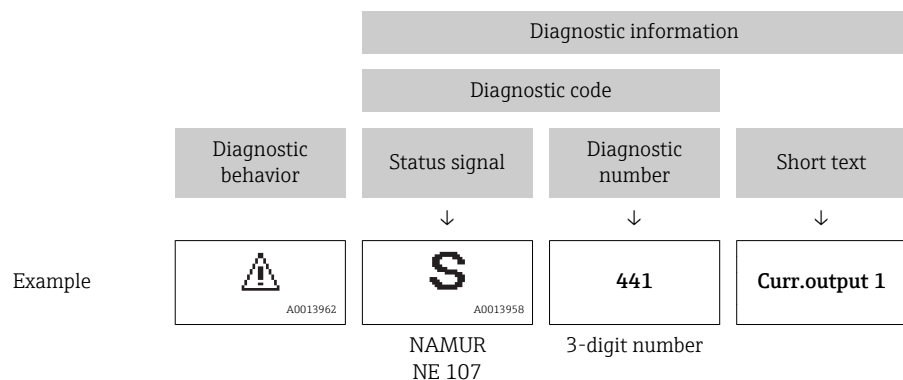 Diagnostic information
Diagnostic code
Diagnostic
behavior
Status signal
Diagnostic
number
Short text
↓ ↓ ↓
Example
A0013962
S
A0013958
441
Curr.output 1
NAMUR
NE 107
3-digit number